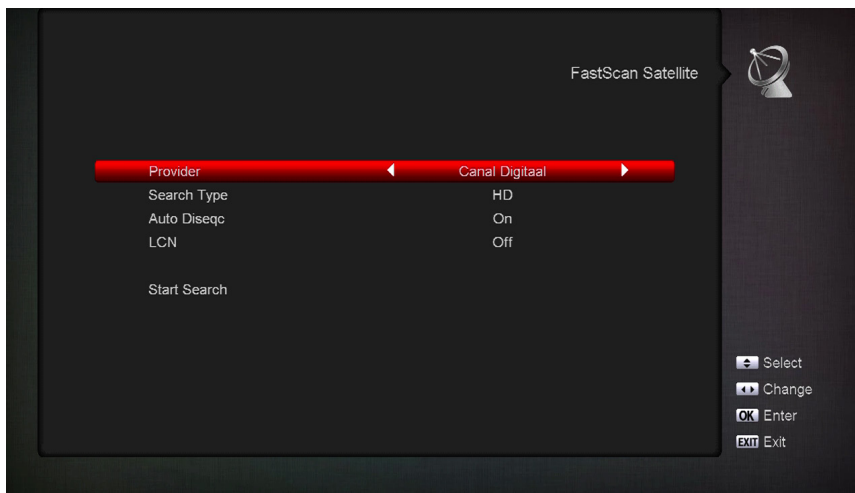 FastScan Satellite
Provider Canal Digitaal
Search Type HD
Auto Diseqc On
LCN Off
Start Search
Select
Change
OK Enter
EXIT Exit